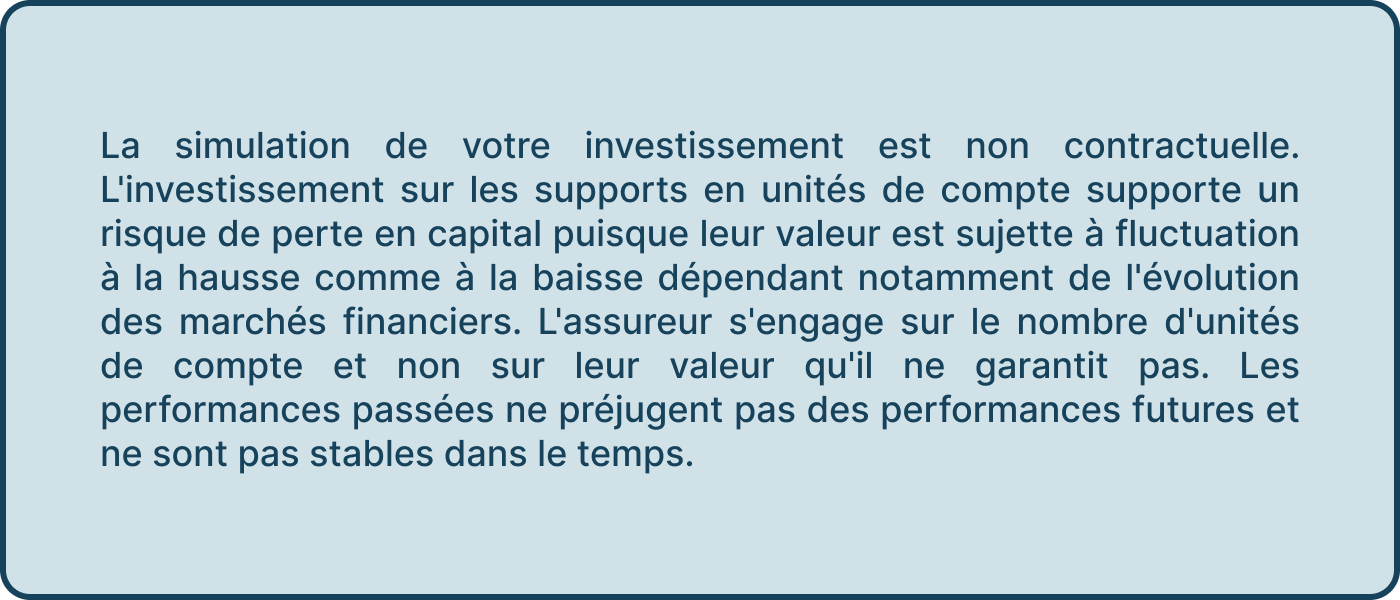 La simulation de votre investissement est non contractuelle.
L'investissement sur les supports en unités de compte supporte un
risque de perte en capital puisque leur valeur est sujette à fluctuation
à la hausse comme à la baisse dépendant notamment de l'évolution
des marchés financiers. L'assureur s'engage sur le nombre d'unités
de compte et non sur leur valeur qu'il ne garantit pas. Les
performances passées ne préjugent pas des performances futures et
ne sont pas stables dans le temps.